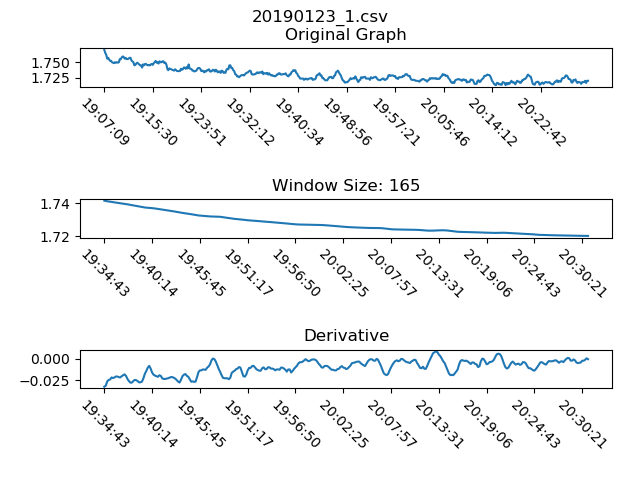 20190123_1.csv
Original Graph
1.750
1.725
19:07:09 19:15:30 19:23:51 19:32:12 19:40:34 19:48:56 19:57:21 20:05:46 20:14:12 20:22:42
Window Size: 165
1.74
1.72
19:34:43 19:40:14 19:45:45 19:51:17 19:56:50 20:02:25 20:07:57 20:13:31 20:19:06 20:24:43 20:30:21
Derivative
0.000
−0.025
19:34:43 19:40:14 19:45:45 19:51:17 19:56:50 20:02:25 20:07:57 20:13:31 20:19:06 20:24:43 20:30:21